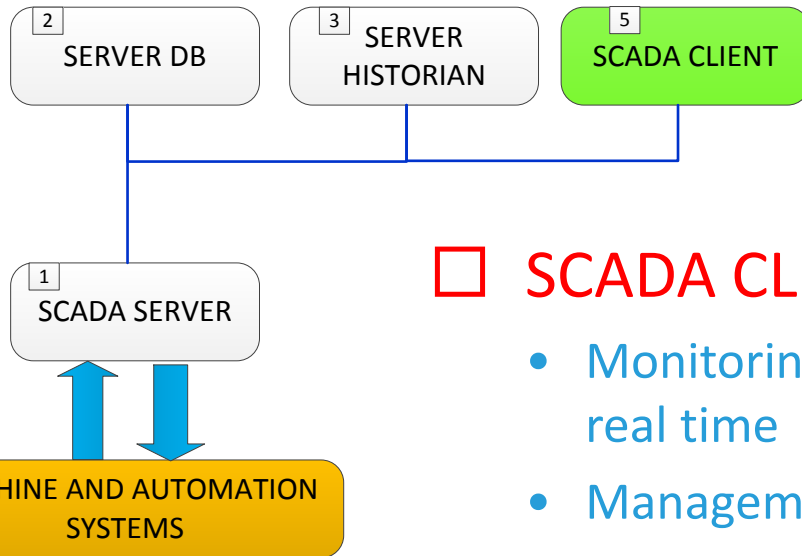 2
SERVER DB
3
SERVER
HISTORIAN
5
SCADA CLIENT
1
SCADA SERVER
HINE AND AUTOMATION
SYSTEMS
SCADA CL
• Monitorin
real time
• Managem